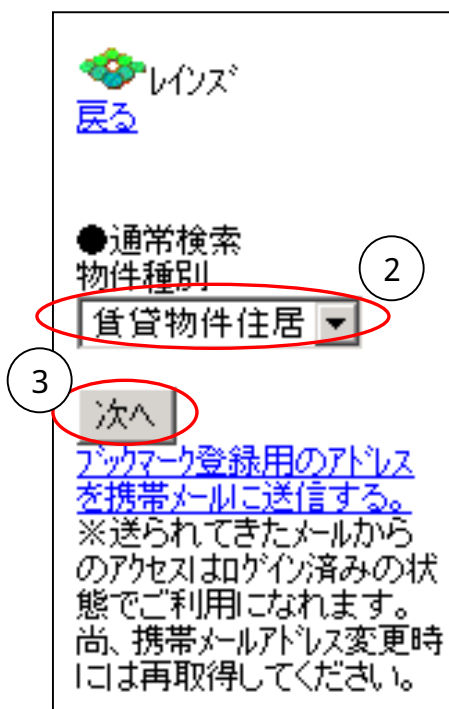 ﾚｲﾝｽﾞ
戻る
●通常検索
物件種別
2
賃貸物件住居
3
次へ
ﾌﾞｯｸﾏｰｸ登録用のｱﾄﾞﾚｽ
を携帯ﾒｰﾙに送信する。
※送られてきたﾒｰﾙから
のｱｸｾｽはﾛｸﾞｲﾝ済みの状
態でご利用になれます。
尚、携帯ﾒｰﾙｱﾄﾞﾚｽ変更時
には再取得してください。